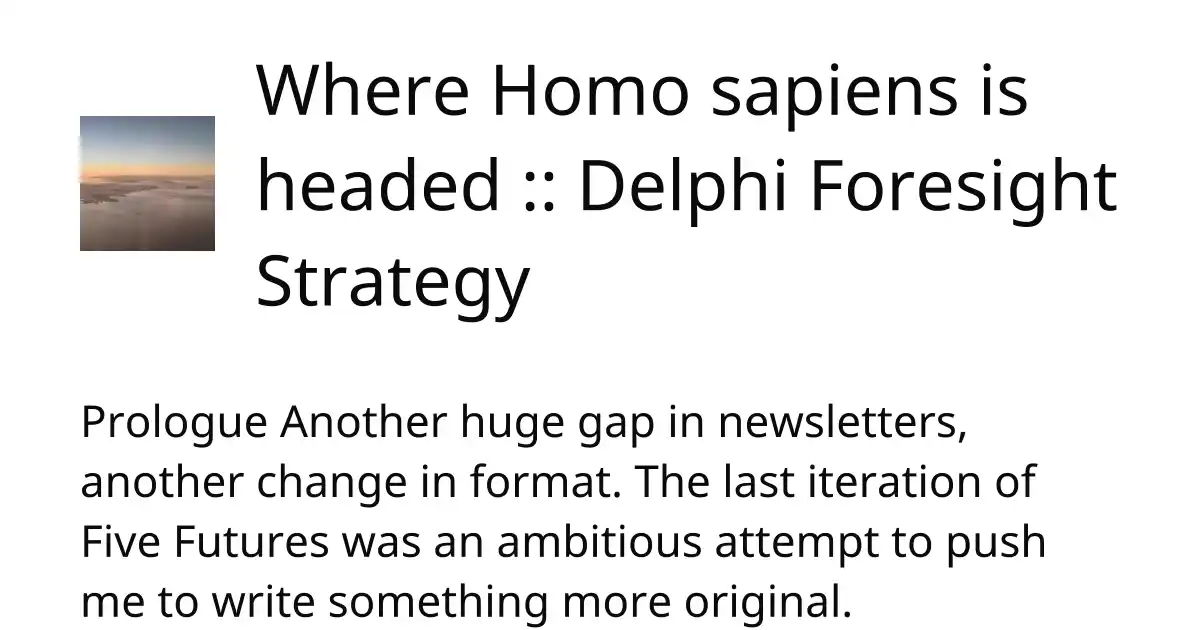 Where Homo sapiens is
headed :: Delphi Foresight
Strategy
Prologue Another huge gap in newsletters,
another change in format. The last iteration of
Five Futures was an ambitious attempt to push
me to write something more original.